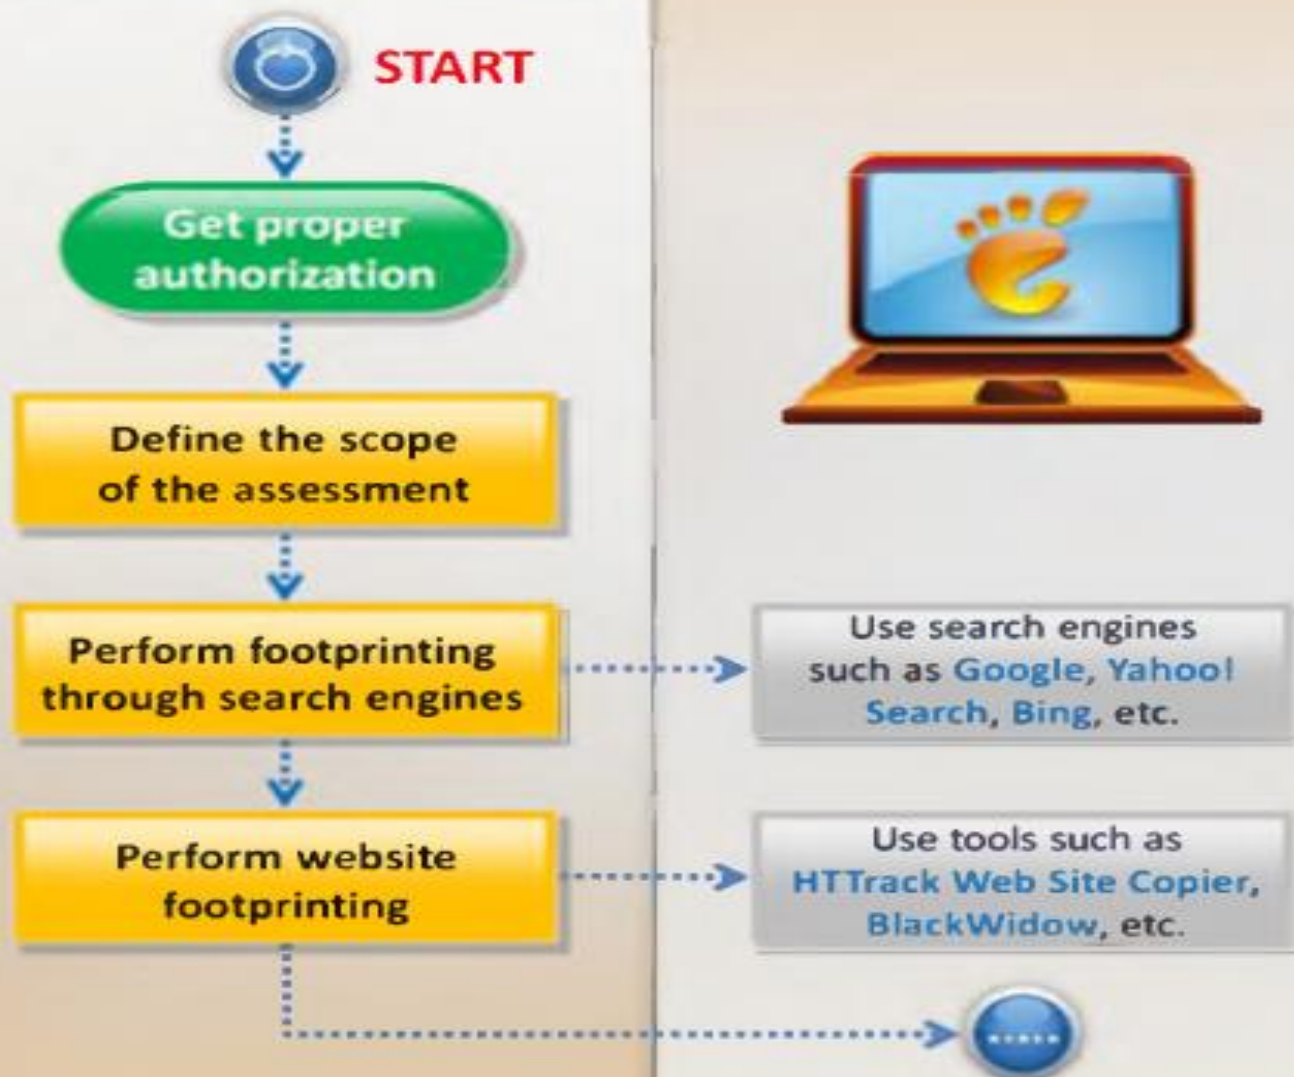 START
Get proper
authorization
Define the scope
of the assessment
Perform footprinting
through search engines
Use search engines
such as Google, Yahoo!
Search, Bing, etc.
Perform website
footprinting
Use tools such as
HTTrack Web Site Copier,
BlackWidow, etc.